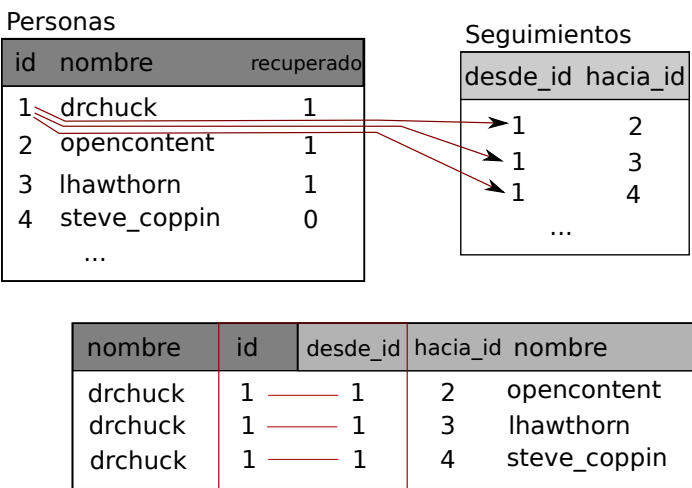 Personas
id nombre recuperado
1 drchuck 1
2 opencontent 1
3 lhawthorn 1
4 steve_coppin 0
...
Seguimientos
desde_id hacia_id
1 2
1 3
1 4
...
nombre id desde_id hacia_id nombre
drchuck 1 1 2 opencontent
drchuck 1 1 3 lhawthorn
drchuck 1 1 4 steve_coppin